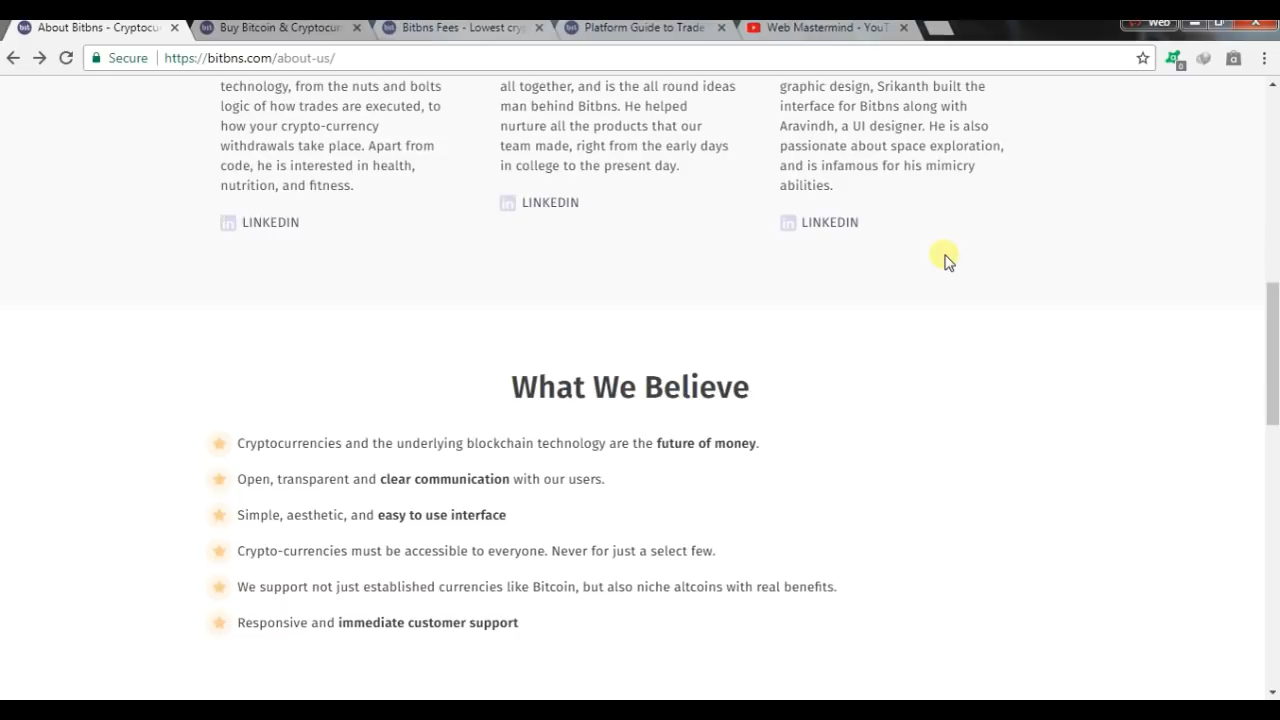 About Bitbns - Cryptocu
Buy Bitcoin & Cryptocur
Bitbns Fees - Lowest cry
Platform Guide to Trade
Web Mastermind - YouT
Web
Secure
https://bitbns.com/about-us/
technology, from the nuts and bolts
logic of how trades are executed, to
how your crypto-currency
withdrawals take place. Apart from
code, he is interested in health,
nutrition, and fitness.
in LINKEDIN
all together, and is the all round ideas
man behind Bitbns. He helped
nurture all the products that our
team made, right from the early days
in college to the present day.
in LINKEDIN
graphic design, Srikanth built the
interface for Bitbns along with
Aravindh, a UI designer. He is also
passionate about space exploration,
and is infamous for his mimicry
abilities.
in LINKEDIN
What We Believe
Cryptocurrencies and the underlying blockchain technology are the future of money.
Open, transparent and clear communication with our users.
Simple, aesthetic, and easy to use interface
Crypto-currencies must be accessible to everyone. Never for just a select few.
We support not just established currencies like Bitcoin, but also niche altcoins with real benefits.
Responsive and immediate customer support